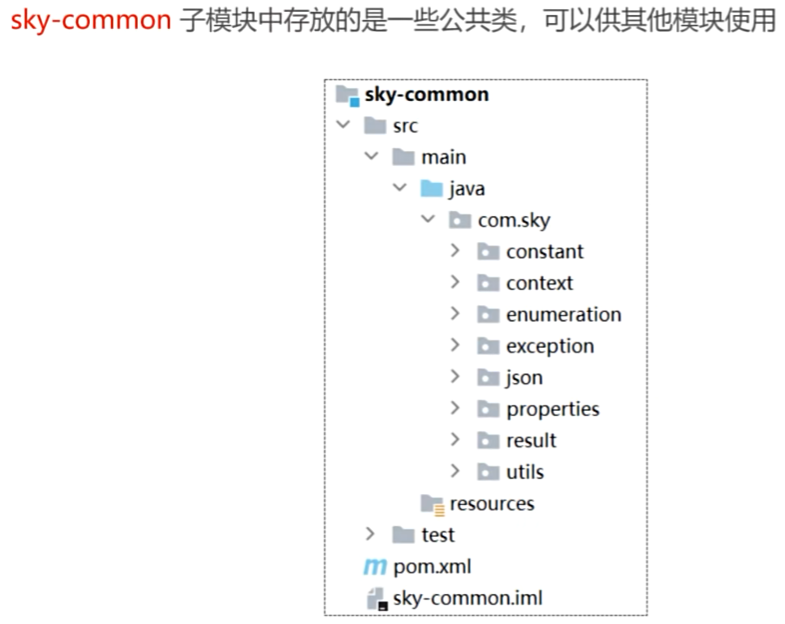 sky-common 子模块中存放的是一些公共类，可以供其他模块使用
sky-common
src
main
java
com.sky
constant
context
enumeration
exception
json
properties
result
utils
resources
test
pom.xml
sky-common.iml